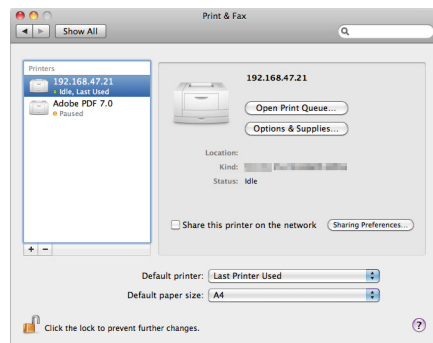 Print & Fax
Show All
Printers
192.168.47.21
Idle, Last Used
Adobe PDF 7.0
Paused
192.168.47.21
Open Print Queue...
Options & Supplies...
Location:
Kind:
Status: Idle
Share this printer on the network
Sharing Preferences...
+ −
Default printer: Last Printer Used
Default paper size: A4
Click the lock to prevent further changes.
?